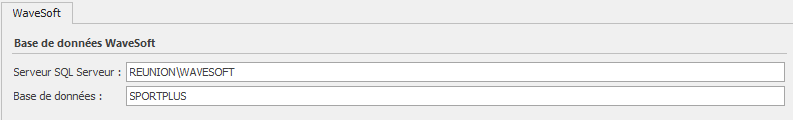 WaveSoft
Base de données WaveSoft
Serveur SQL Serveur : REUNION\WAVESOFT
Base de données : SPORTPLUS